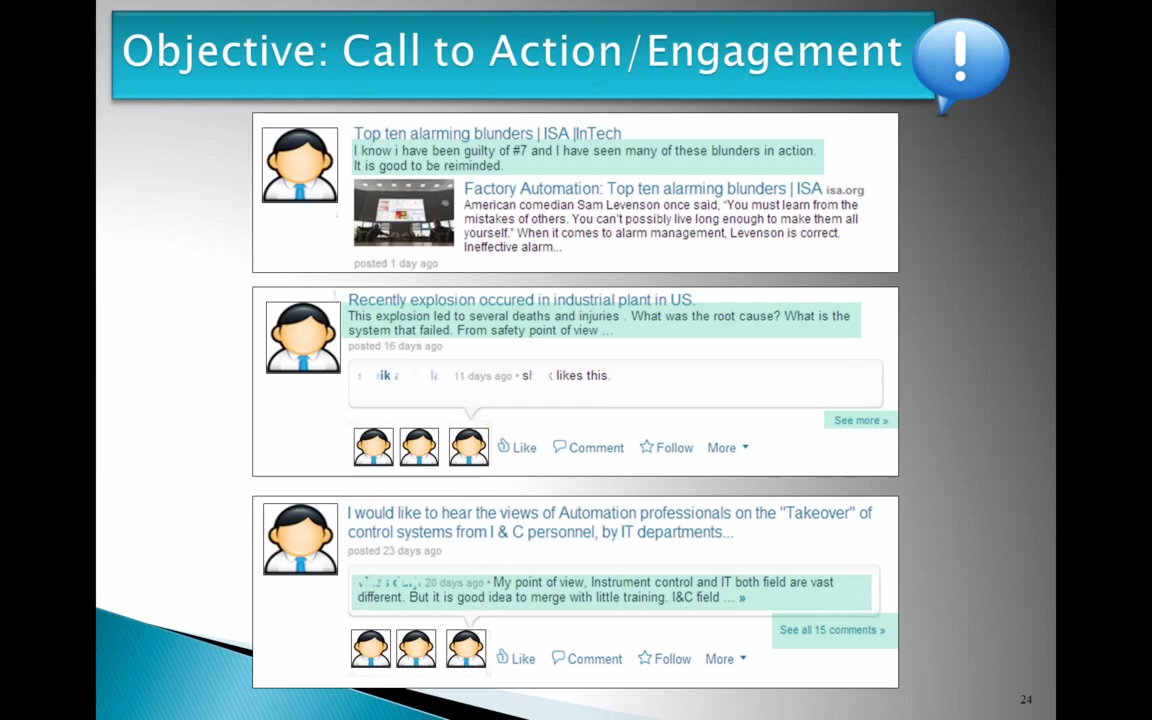 Objective: Call to Action/Engagement
!
Top ten alarming blunders | ISA |InTech
I know i have been guilty of #7 and I have seen many of these blunders in action.
It is good to be reiminded.
Factory Automation: Top ten alarming blunders | ISA isa.org
American comedian Sam Levenson once said, "You must learn from the
mistakes of others. You can't possibly live long enough to make them all
yourself." When it comes to alarm management, Levenson is correct.
Ineffective alarm...
posted 1 day ago
Recently explosion occured in industrial plant in US.
This explosion led to several deaths and injuries . What was the root cause? What is the
system that failed. From safety point of view ...
posted 16 days ago
11 days ago • likes this.
See more »
Like Comment Follow More
I would like to hear the views of Automation professionals on the "Takeover" of
control systems from I & C personnel, by IT departments...
posted 23 days ago
20 days ago • My point of view, Instrument control and IT both field are vast
different. But it is good idea to merge with little training. I&C field ... »
See all 15 comments »
Like Comment Follow More
24